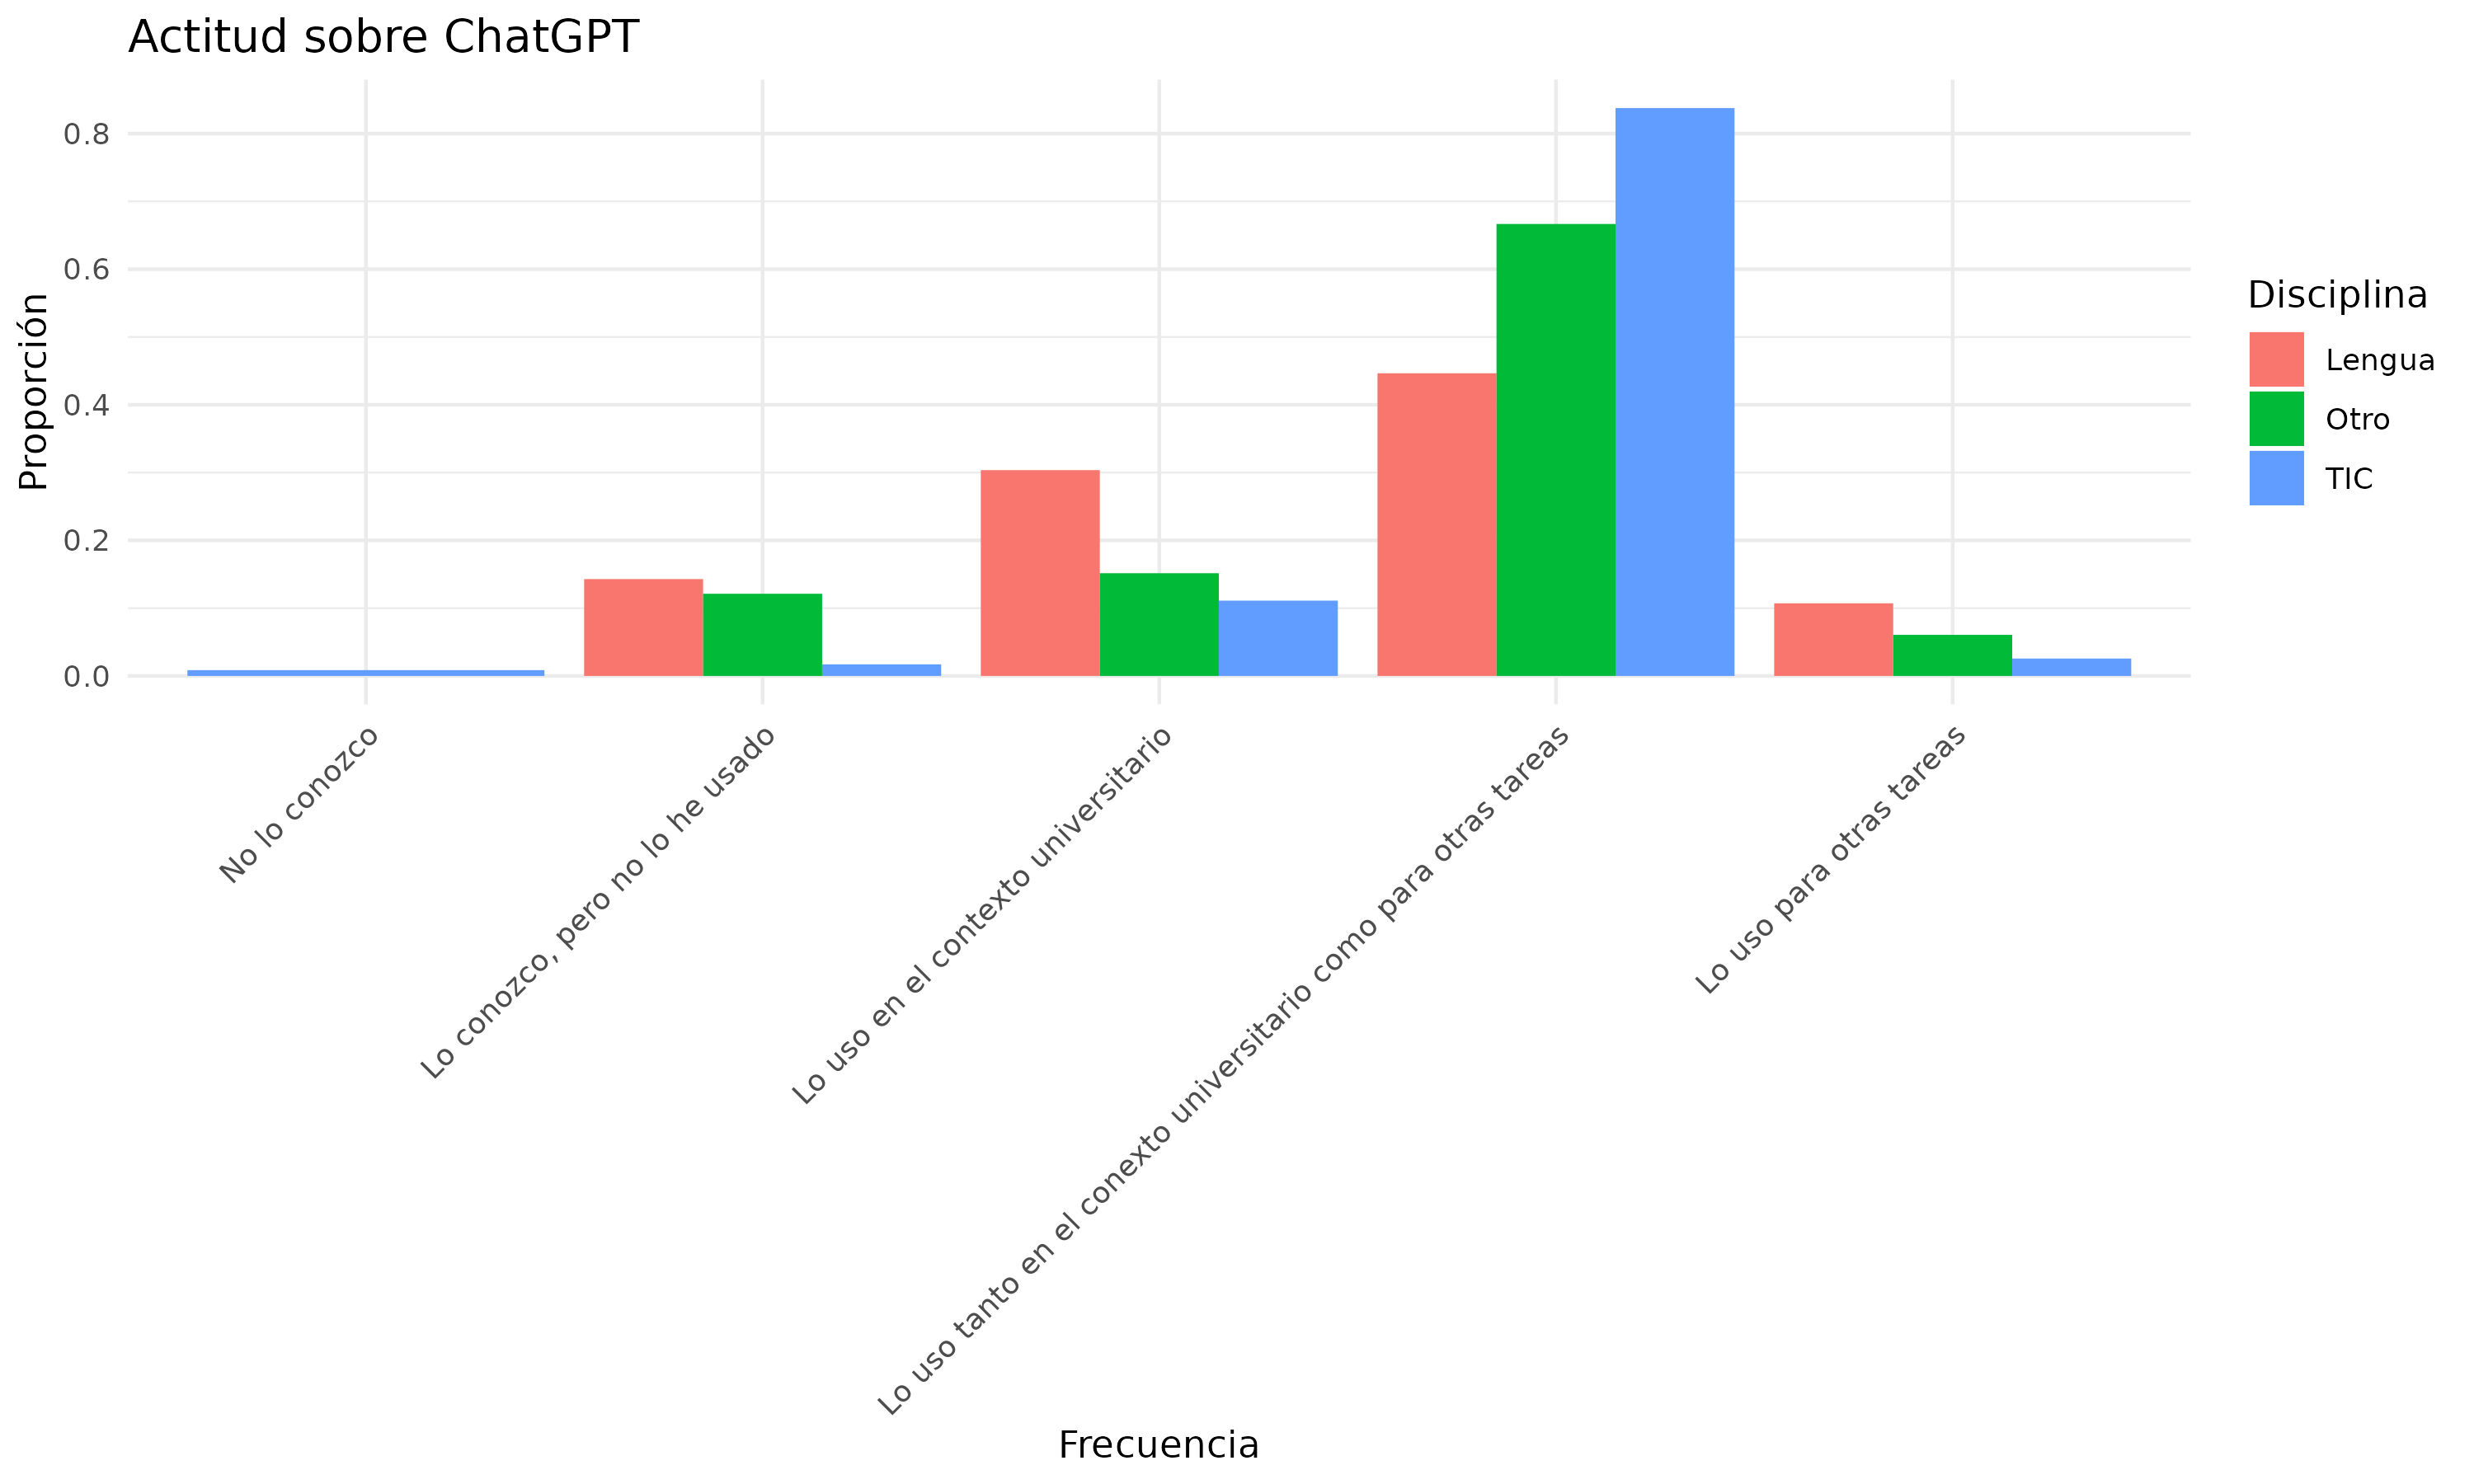 Actitud sobre ChatGPT
Proporción
0.8
0.6
0.4
0.2
0.0
No lo conozco
Lo conozco, pero no lo he usado
Lo uso en el contexto universitario
Lo uso tanto en el conexto universitario como para otras tareas
Lo uso para otras tareas
Frecuencia
Disciplina
Lengua
Otro
TIC